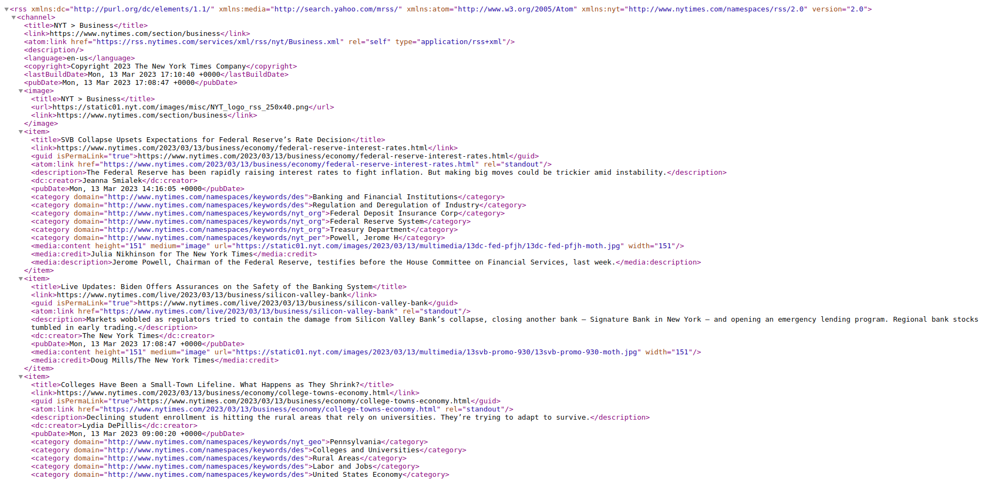 <rss xmlns:dc="http://purl.org/dc/elements/1.1/" xmlns:media="http://search.yahoo.com/mrss/" xmlns:atom="http://www.w3.org/2005/Atom" xmlns:nyt="http://www.nytimes.com/namespaces/rss/2.0" version="2.0">
<channel>
<title>NYT > Business</title>
<link>https://www.nytimes.com/section/business</link>
<atom:link href="https://rss.nytimes.com/services/xml/rss/nyt/Business.xml" rel="self" type="application/rss+xml"/>
<description/>
<language>en-us</language>
<copyright>Copyright 2023 The New York Times Company</copyright>
<lastBuildDate>Mon, 13 Mar 2023 17:10:40 +0000</lastBuildDate>
<pubDate>Mon, 13 Mar 2023 17:08:47 +0000</pubDate>
<image>
<title>NYT > Business</title>
<url>https://static01.nyt.com/images/misc/NYT_logo_rss_250x40.png</url>
<link>https://www.nytimes.com/section/business</link>
</image>
<item>
<title>SVB Collapse Upsets Expectations for Federal Reserve’s Rate Decision</title>
<link>https://www.nytimes.com/2023/03/13/business/economy/federal-reserve-interest-rates.html</link>
<guid isPermaLink="true">https://www.nytimes.com/2023/03/13/business/economy/federal-reserve-interest-rates.html</guid>
<atom:link href="https://www.nytimes.com/2023/03/13/business/economy/federal-reserve-interest-rates.html" rel="standout"/>
<description>The Federal Reserve has been rapidly raising interest rates to fight inflation. But making big moves could be trickier amid instability.</description>
<dc:creator>Jeanna Smialek</dc:creator>
<pubDate>Mon, 13 Mar 2023 14:16:05 +0000</pubDate>
<category domain="http://www.nytimes.com/namespaces/keywords/des">Banking and Financial Institutions</category>
<category domain="http://www.nytimes.com/namespaces/keywords/des">Regulation and Deregulation of Industry</category>
<category domain="http://www.nytimes.com/namespaces/keywords/nyt_org">Federal Deposit Insurance Corp</category>
<category domain="http://www.nytimes.com/namespaces/keywords/nyt_org">Federal Reserve System</category>
<category domain="http://www.nytimes.com/namespaces/keywords/nyt_org">Treasury Department</category>
<category domain="http://www.nytimes.com/namespaces/keywords/nyt_per">Powell, Jerome H</category>
<media:content height="151" medium="image" url="https://static01.nyt.com/images/2023/03/13/multimedia/13dc-fed-pfjh/13dc-fed-pfjh-moth.jpg" width="151"/>
<media:credit>Julia Nikhinson for The New York Times</media:credit>
<media:description>Jerome Powell, Chairman of the Federal Reserve, testifies before the House Committee on Financial Services, last week.</media:description>
</item>
<item>
<title>Live Updates: Biden Offers Assurances on the Safety of the Banking System</title>
<link>https://www.nytimes.com/live/2023/03/13/business/silicon-valley-bank</link>
<guid isPermaLink="true">https://www.nytimes.com/live/2023/03/13/business/silicon-valley-bank</guid>
<atom:link href="https://www.nytimes.com/live/2023/03/13/business/silicon-valley-bank" rel="standout"/>
<description>Markets wobbled as regulators tried to contain the damage from Silicon Valley Bank’s collapse, closing another bank — Signature Bank in New York — and opening an emergency lending program. Regional bank stocks
tumbled in early trading.</description>
<dc:creator>The New York Times</dc:creator>
<pubDate>Mon, 13 Mar 2023 17:08:47 +0000</pubDate>
<media:content height="151" medium="image" url="https://static01.nyt.com/images/2023/03/13/multimedia/13svb-promo-930/13svb-promo-930-moth.jpg" width="151"/>
<media:credit>Doug Mills/The New York Times</media:credit>
</item>
<item>
<title>Colleges Have Been a Small-Town Lifeline. What Happens as They Shrink?</title>
<link>https://www.nytimes.com/2023/03/13/business/economy/college-towns-economy.html</link>
<guid isPermaLink="true">https://www.nytimes.com/2023/03/13/business/economy/college-towns-economy.html</guid>
<atom:link href="https://www.nytimes.com/2023/03/13/business/economy/college-towns-economy.html" rel="standout"/>
<description>Declining student enrollment is hitting the rural areas that rely on universities. They’re trying to adapt to survive.</description>
<dc:creator>Lydia DePillis</dc:creator>
<pubDate>Mon, 13 Mar 2023 09:00:20 +0000</pubDate>
<category domain="http://www.nytimes.com/namespaces/keywords/nyt_geo">Pennsylvania</category>
<category domain="http://www.nytimes.com/namespaces/keywords/des">Colleges and Universities</category>
<category domain="http://www.nytimes.com/namespaces/keywords/des">Rural Areas</category>
<category domain="http://www.nytimes.com/namespaces/keywords/des">Labor and Jobs</category>
<category domain="http://www.nytimes.com/namespaces/keywords/des">United States Economy</category>